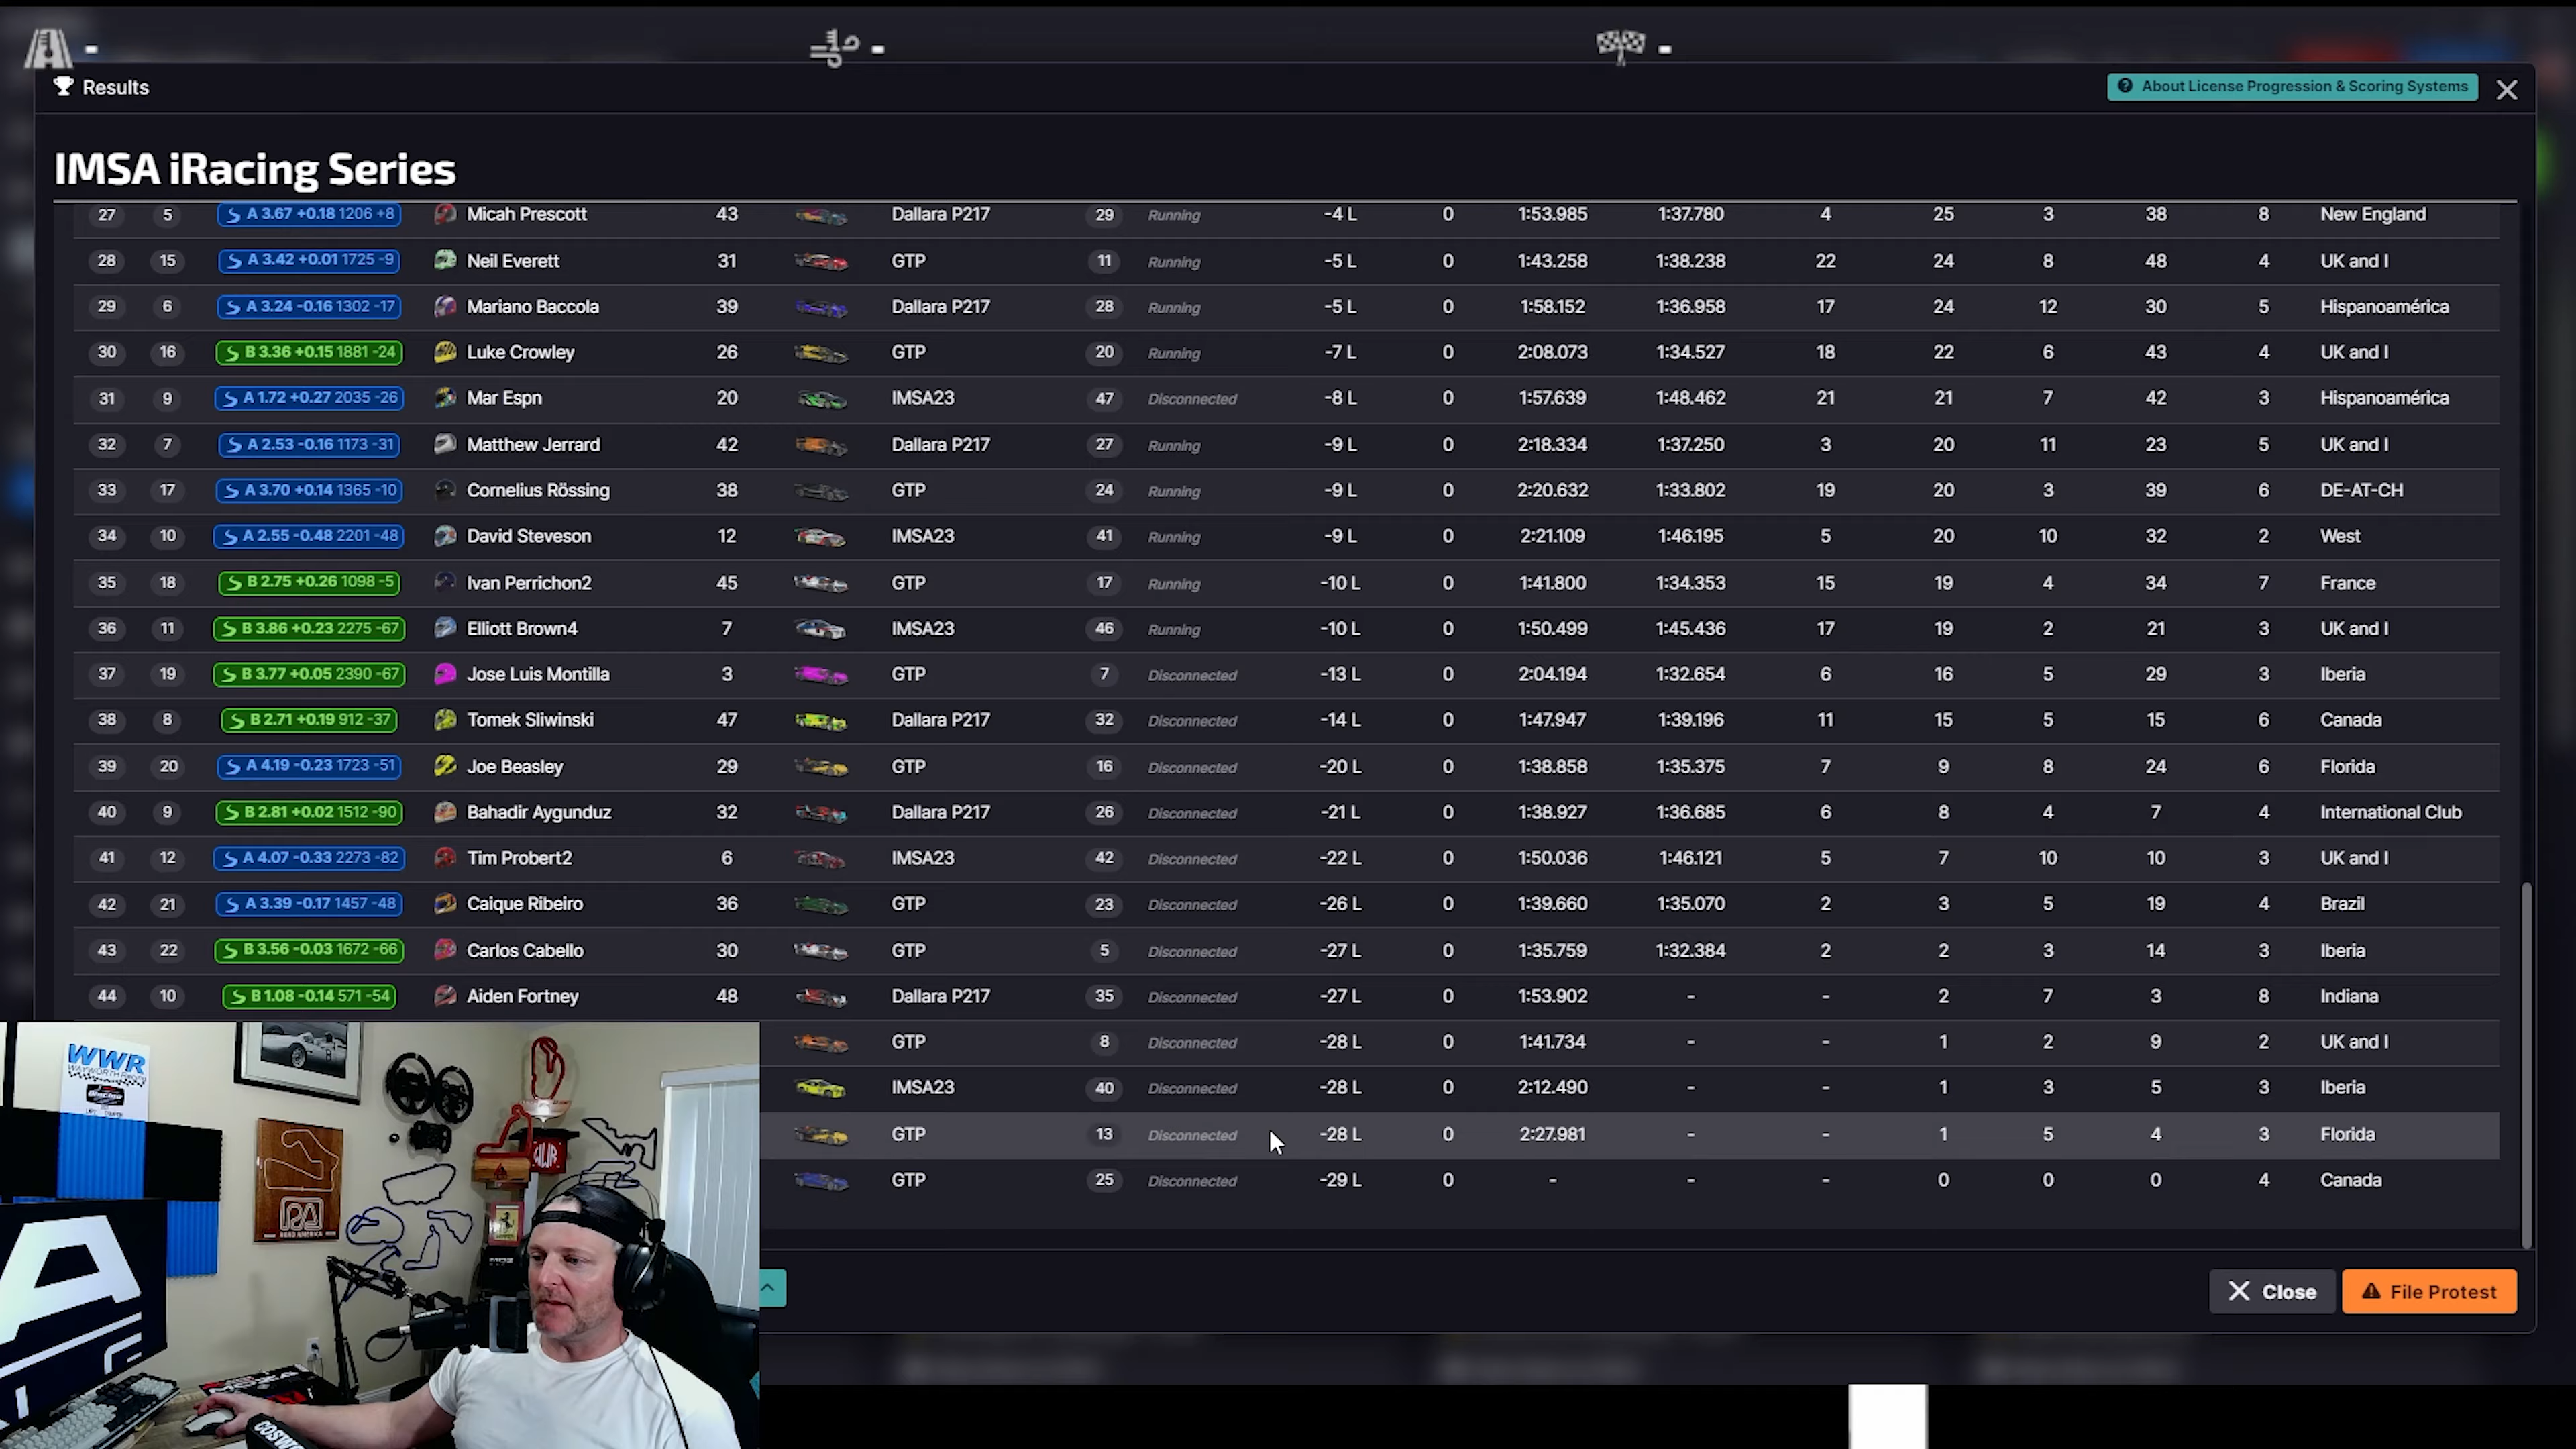 -
-
-
Results
About License Progression & Scoring Systems
IMSA iRacing Series
27 5 A 3.67 +0.18 1206 +8 Micah Prescott 43 Dallara P217 29 Running -4 L 0 1:53.985 1:37.780 4 25 3 38 8 New England
28 15 A 3.42 +0.01 1725 -9 Neil Everett 31 GTP 11 Running -5 L 0 1:43.258 1:38.238 22 24 8 48 4 UK and I
29 6 A 3.24 -0.16 1302 -17 Mariano Baccola 39 Dallara P217 28 Running -5 L 0 1:58.152 1:36.958 17 24 12 30 5 Hispanoamérica
30 16 B 3.36 +0.15 1881 -24 Luke Crowley 26 GTP 20 Running -7 L 0 2:08.073 1:34.527 18 22 6 43 4 UK and I
31 9 A 1.72 +0.27 2035 -26 Mar Espn 20 IMSA23 47 Disconnected -8 L 0 1:57.639 1:48.462 21 21 7 42 3 Hispanoamérica
32 7 A 2.53 -0.16 1173 -31 Matthew Jerrard 42 Dallara P217 27 Running -9 L 0 2:18.334 1:37.250 3 20 11 23 5 UK and I
33 17 A 3.70 +0.14 1365 -10 Cornelius Rössing 38 GTP 24 Running -9 L 0 2:20.632 1:33.802 19 20 3 39 6 DE-AT-CH
34 10 A 2.55 -0.48 2201 -48 David Steveson 12 IMSA23 41 Running -9 L 0 2:21.109 1:46.195 5 20 10 32 2 West
35 18 B 2.75 +0.26 1098 -5 Ivan Perrichon2 45 GTP 17 Running -10 L 0 1:41.800 1:34.353 15 19 4 34 7 France
36 11 B 3.86 +0.23 2275 -67 Elliott Brown4 7 IMSA23 46 Running -10 L 0 1:50.499 1:45.436 17 19 2 21 3 UK and I
37 19 B 3.77 +0.05 2390 -67 Jose Luis Montilla 3 GTP 7 Disconnected -13 L 0 2:04.194 1:32.654 6 16 5 29 3 Iberia
38 8 B 2.71 +0.19 912 -37 Tomek Sliwinski 47 Dallara P217 32 Disconnected -14 L 0 1:47.947 1:39.196 11 15 5 15 6 Canada
39 20 A 4.19 -0.23 1723 -51 Joe Beasley 29 GTP 16 Disconnected -20 L 0 1:38.858 1:35.375 7 9 8 24 6 Florida
40 9 B 2.81 +0.02 1512 -90 Bahadir Aygunduz 32 Dallara P217 26 Disconnected -21 L 0 1:38.927 1:36.685 6 8 4 7 4 International Club
41 12 A 4.07 -0.33 2273 -82 Tim Probert2 6 IMSA23 42 Disconnected -22 L 0 1:50.036 1:46.121 5 7 10 10 3 UK and I
42 21 A 3.39 -0.17 1457 -48 Caique Ribeiro 36 GTP 23 Disconnected -26 L 0 1:39.660 1:35.070 2 3 5 19 4 Brazil
43 22 B 3.56 -0.03 1672 -66 Carlos Cabello 30 GTP 5 Disconnected -27 L 0 1:35.759 1:32.384 2 2 3 14 3 Iberia
44 10 B 1.08 -0.14 571 -54 Aiden Fortney 48 Dallara P217 35 Disconnected -27 L 0 1:53.902 - - 2 7 3 8 Indiana
GTP 8 Disconnected -28 L 0 1:41.734 - - 1 2 9 2 UK and I
IMSA23 40 Disconnected -28 L 0 2:12.490 - - 1 3 5 3 Iberia
GTP 13 Disconnected -28 L 0 2:27.981 - - 1 5 4 3 Florida
GTP 25 Disconnected -29 L 0 - - - 0 0 0 4 Canada
Close
File Protest
WWR
WWR
ROAD AMERICA